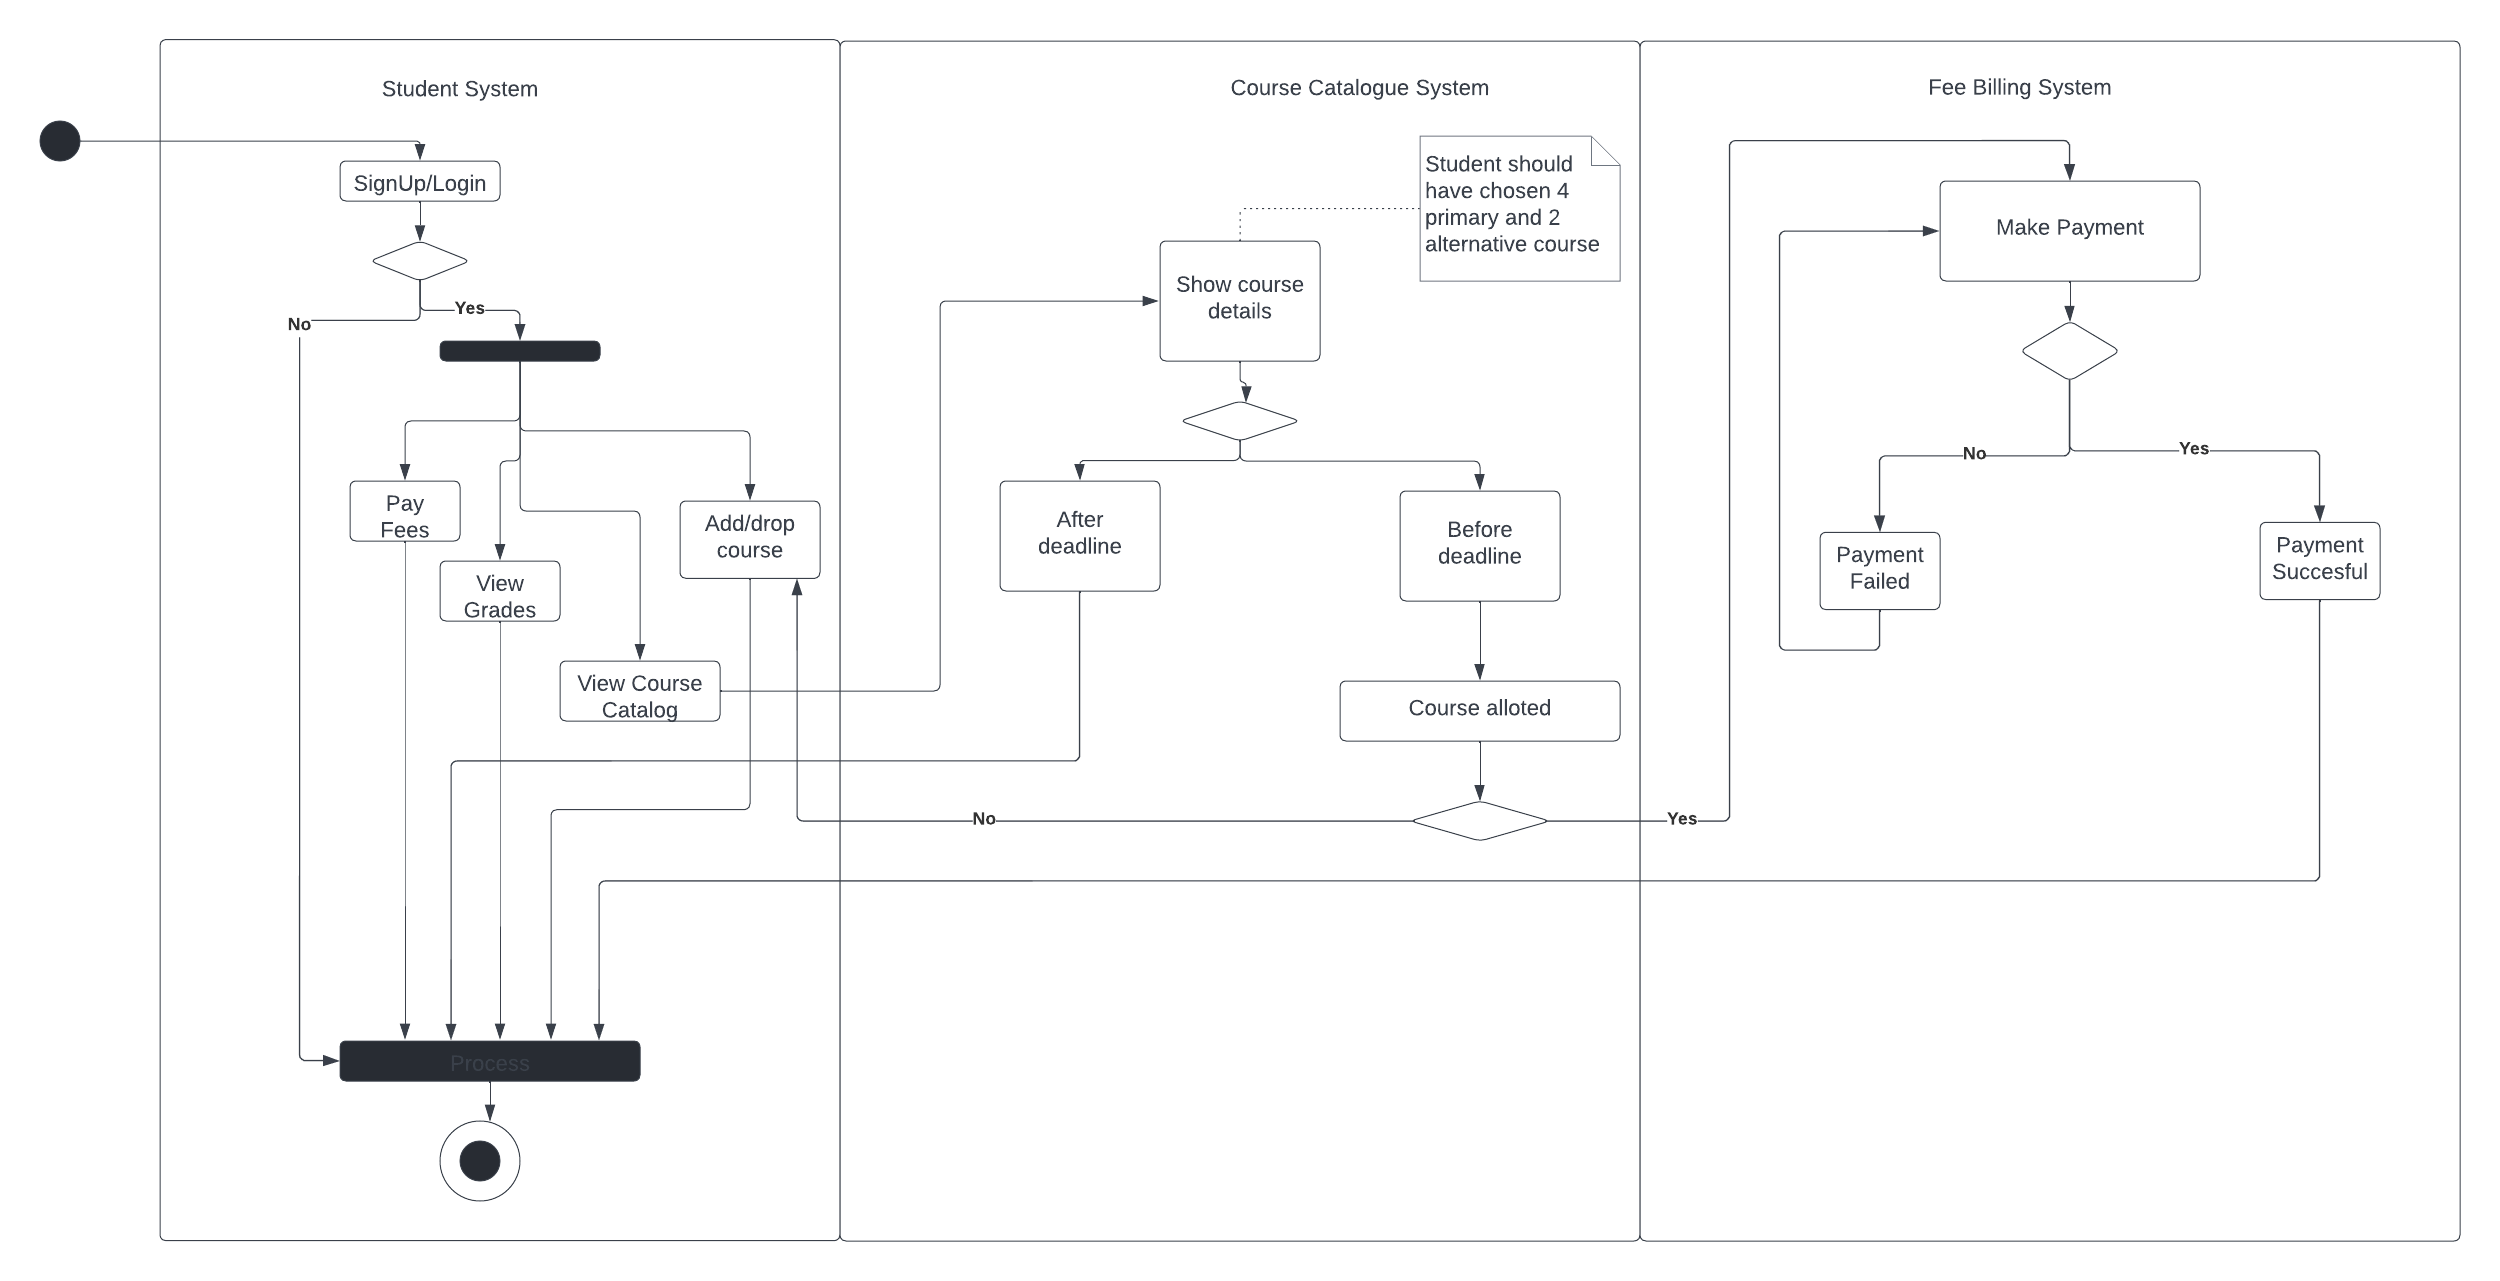 Student System
Course Catalogue System
Fee Billing System
SignUp/Login
Student should
have chosen 4
primary and 2
alternative course
Make Payment
Show course
details
Yes
No
No
Yes
Pay
Fees
Add/drop
course
After
deadline
Before
deadline
Payment
Failed
Payment
Succesful
View
Grades
View Course
Catalog
Course alloted
No
Yes
Process